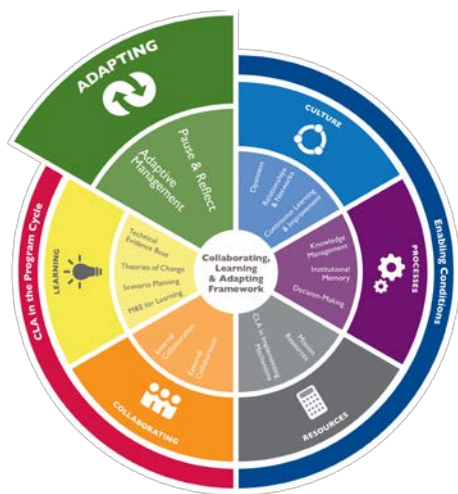 ADAPTING
Pause & Reflect
Adaptive
Management
CULTURE
Openness
Relationships
& Networks
Continuous Learning
& Improvement
PROCESSES
Knowledge
Management
Institutional
Memory
Decision-Making
Enabling Conditions
RESOURCES
Mission
Resources
CLA in Implementing
Mechanisms
COLLABORATING
Internal Collaboration
External Collaboration
LEARNING
Technical
Evidence Base
Theories of Change
Scenario Planning
M&E for Learning
CLA in the Program Cycle
Collaborating,
Learning
& Adapting
Framework